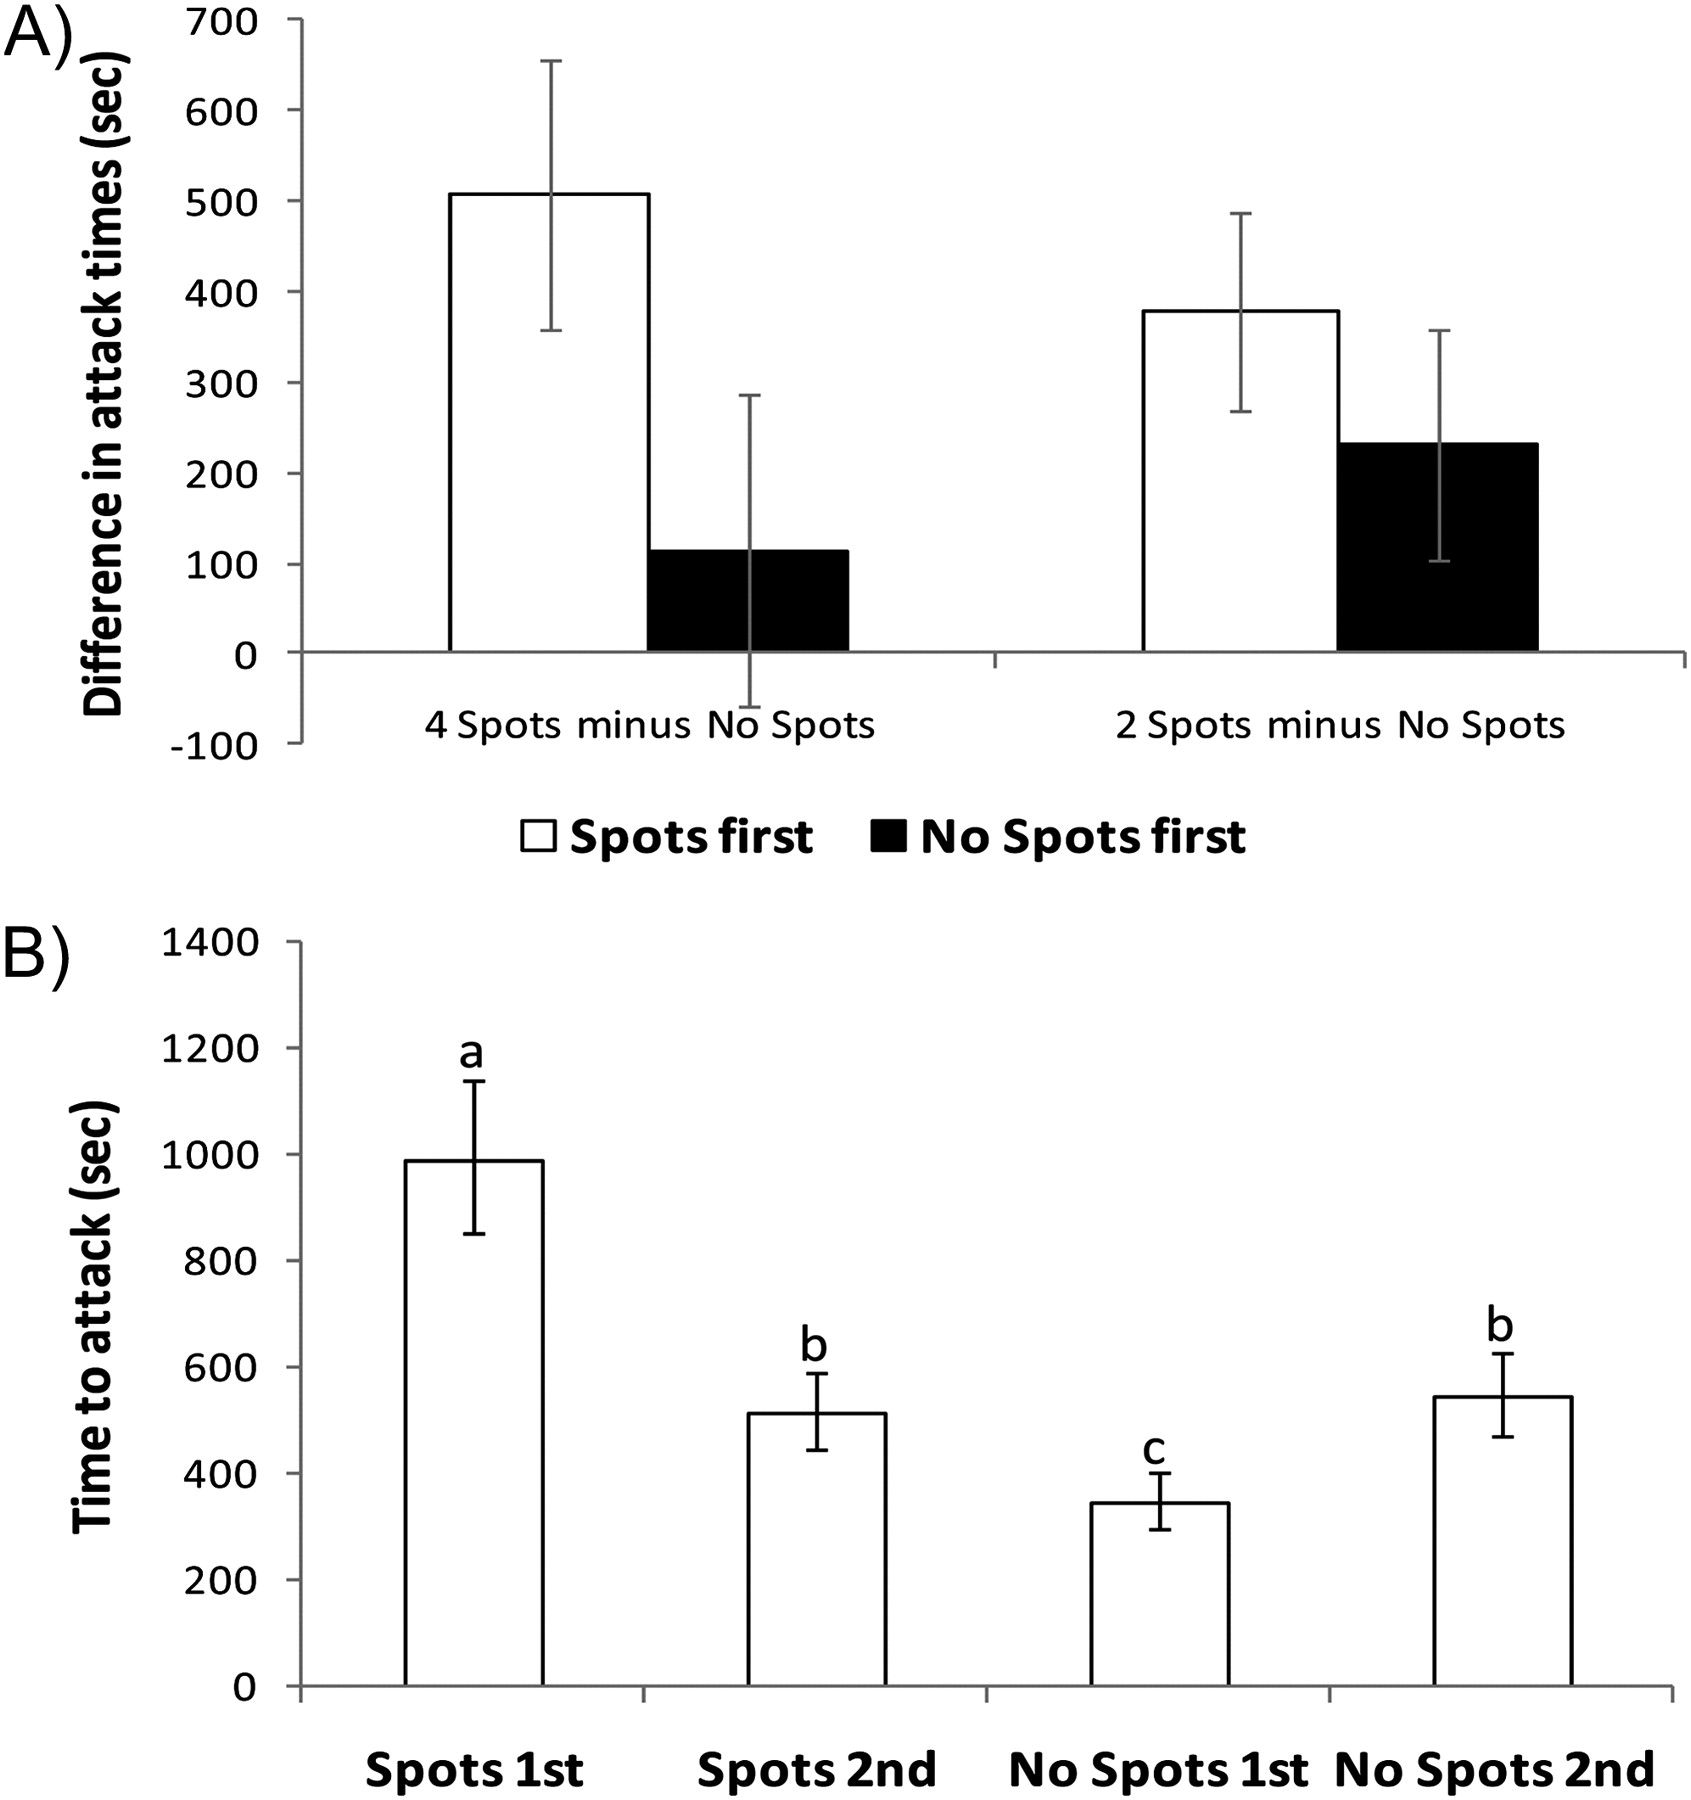 A)
Difference in attack times (sec)
700
600
500
400
300
200
100
0
-100
4 Spots minus No Spots
2 Spots minus No Spots
Spots first
No Spots first
B)
Time to attack (sec)
1400
1200
1000
800
600
400
200
0
a
b
c
b
Spots 1st
Spots 2nd
No Spots 1st
No Spots 2nd